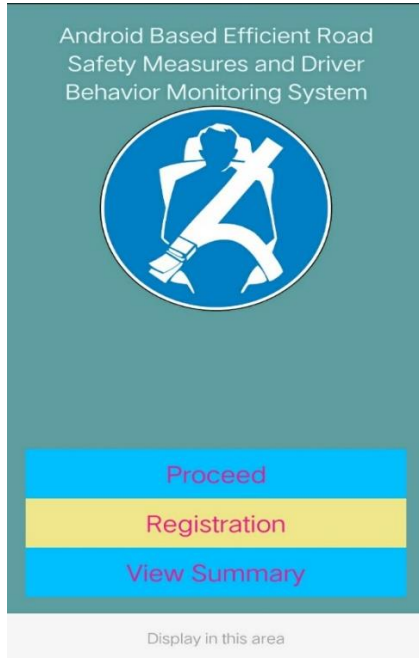 Android Based Efficient Road
Safety Measures and Driver
Behavior Monitoring System
Proceed
Registration
View Summary
Display in this area